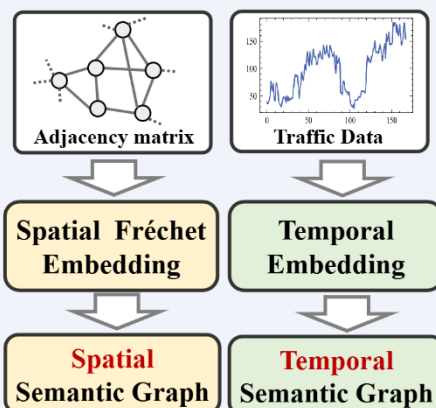 Adjacency matrix
150
100
50
0
50
100
150
Traffic Data
Spatial Fréchet
Embedding
Temporal
Embedding
Spatial
Semantic Graph
Temporal
Semantic Graph